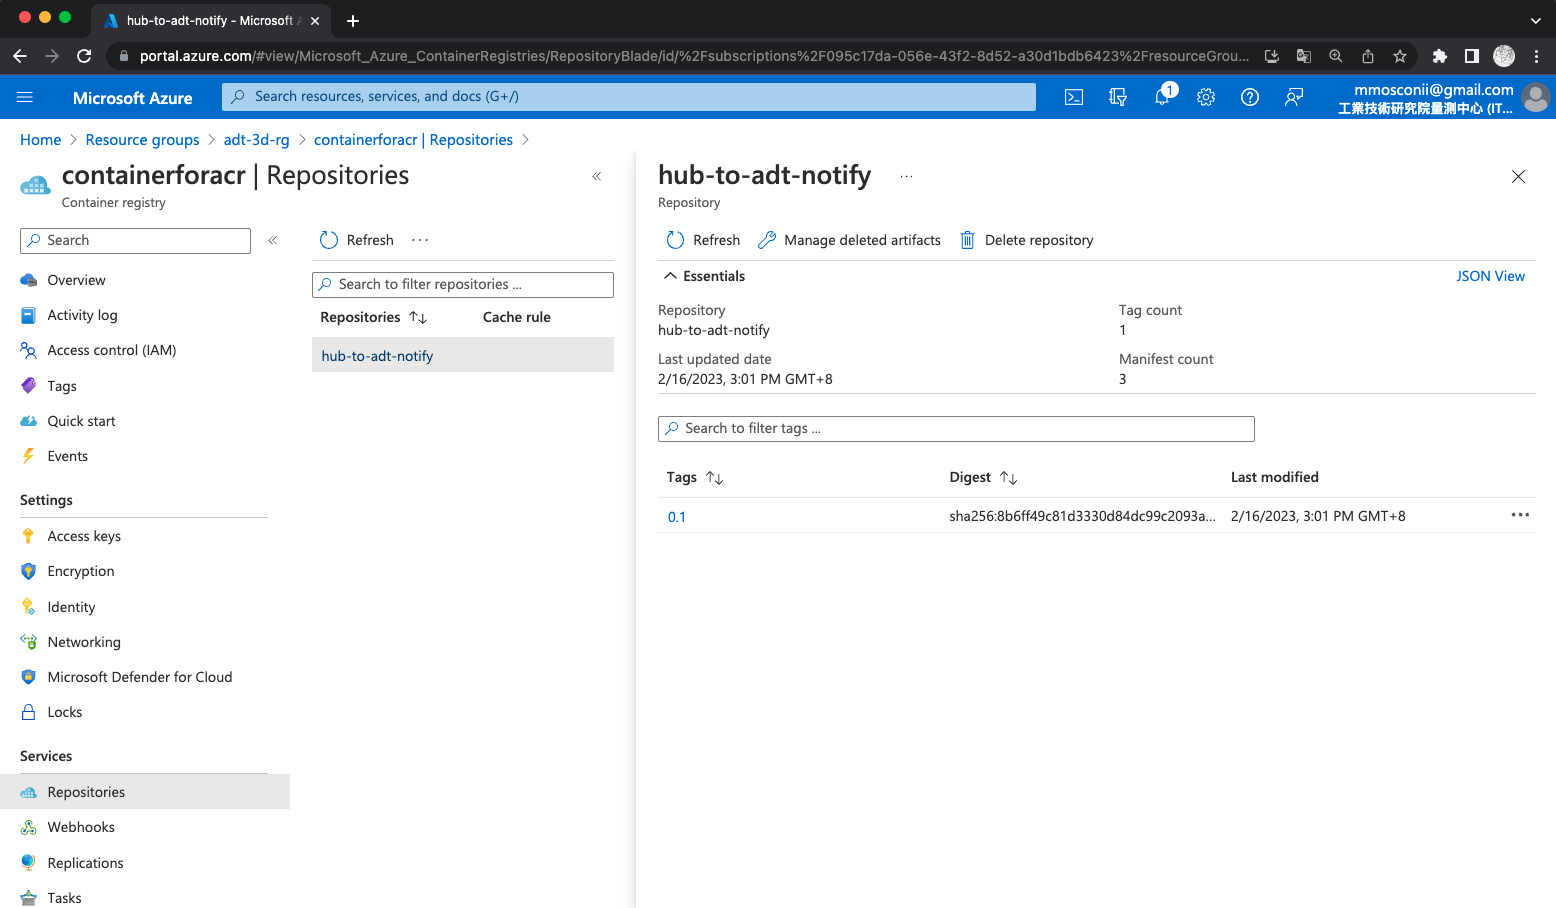 hub-to-adt-notify - Microsoft A
portal.azure.com/#view/Microsoft_Azure_ContainerRegistries/RepositoryBlade/id/%2Fsubscriptions%2F095c17da-056e-43f2-8d52-a30d1bdb6423%2FresourceGrou...
Microsoft Azure
Search resources, services, and docs (G+/)
1
mmosconii@gmail.com
工業技術研究院量測中心 (IT...
Home > Resource groups > adt-3d-rg > containerforacr | Repositories >
containerforacr | Repositories
Container registry
Search
Overview
Activity log
Access control (IAM)
Tags
Quick start
Events
Settings
Access keys
Encryption
Identity
Networking
Microsoft Defender for Cloud
Locks
Services
Repositories
Webhooks
Replications
Tasks
Refresh
Search to filter repositories ...
Repositories Cache rule
hub-to-adt-notify
hub-to-adt-notify
Repository
Refresh Manage deleted artifacts Delete repository
Essentials JSON View
Repository Tag count
hub-to-adt-notify 1
Last updated date Manifest count
2/16/2023, 3:01 PM GMT+8 3
Search to filter tags ...
Tags Digest Last modified
0.1 sha256:8b6ff49c81d3330d84dc99c2093a... 2/16/2023, 3:01 PM GMT+8